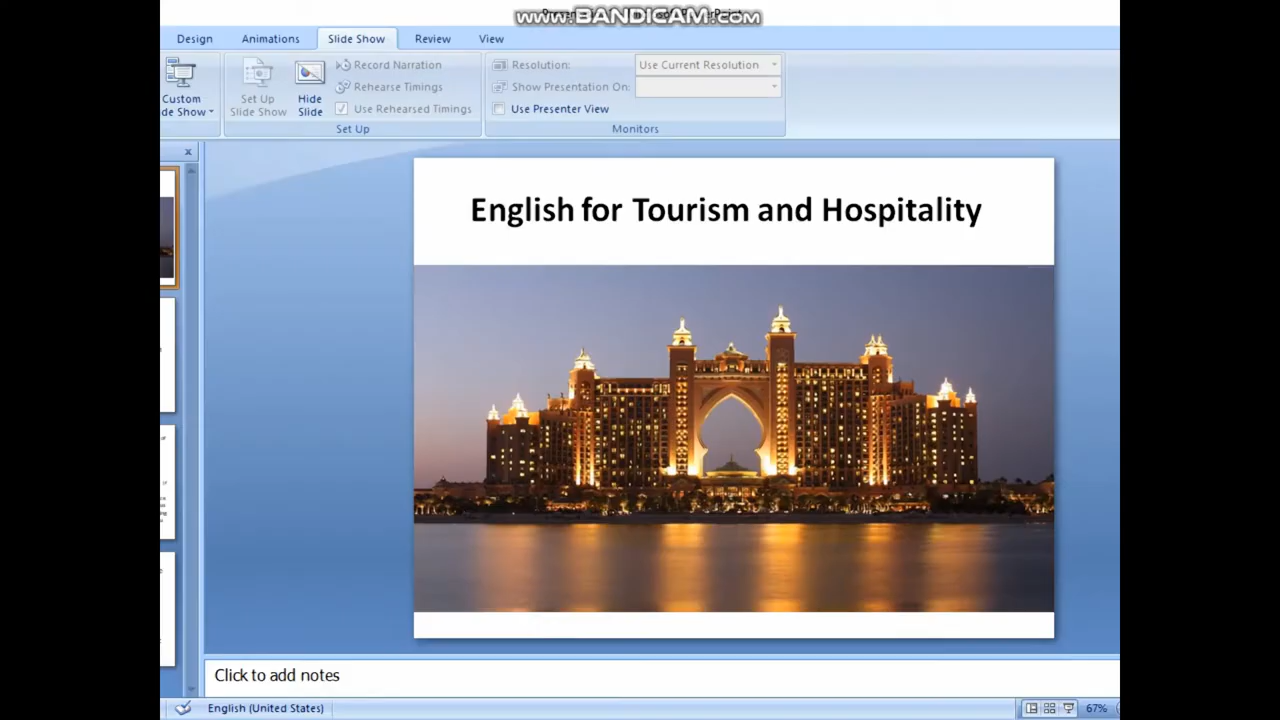 www.BANDICAM.com
Design Animations Slide Show Review View
Record Narration
Rehearse Timings
Use Rehearsed Timings
Custom
Set Up
Slide Show
Hide
Slide
Set Up
Resolution: Use Current Resolution
Show Presentation On:
Use Presenter View
Monitors
English for Tourism and Hospitality
Click to add notes
English (United States) 67%